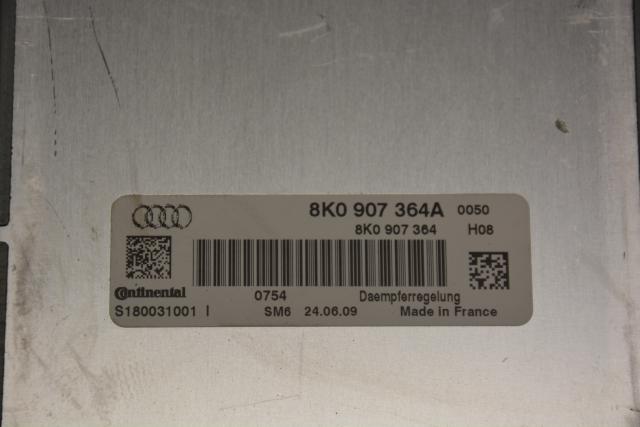 8K0 907 364A 0050
8K0 907 364 H08
Continental 0754 Daempferregelung
S180031001 I SM6 24.06.09 Made in France